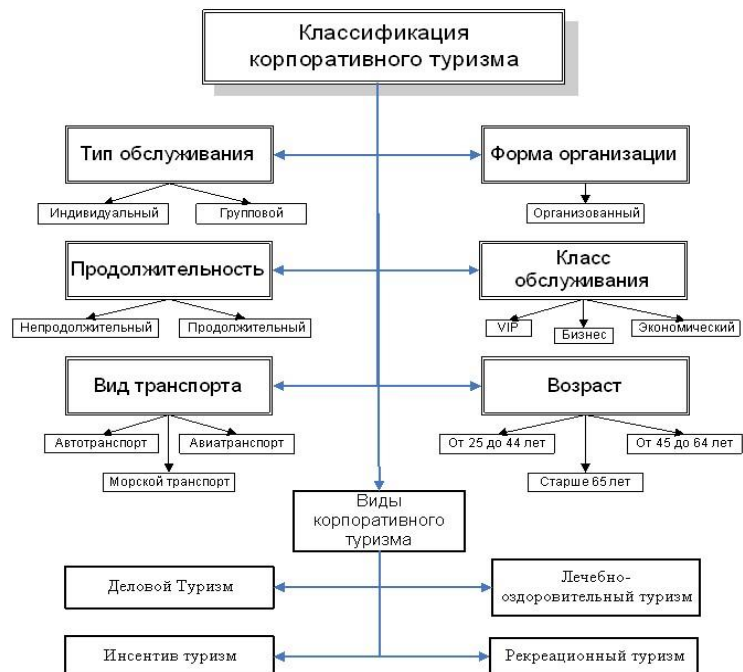 Классификация
корпоративного туризма
Тип обслуживания
Форма организации
Индивидуальный
Групповой
Организованный
Продолжительность
Класс
обслуживания
Непродолжительный
Продолжительный
VIP
Бизнес
Экономический
Вид транспорта
Возраст
Автотранспорт
Авиатранспорт
Морской транспорт
От 25 до 44 лет
От 45 до 64 лет
Старше 65 лет
Виды
корпоративного
туризма
Деловой Туризм
Лечебно-
оздоровительный туризм
Инсентив туризм
Рекреационный туризм